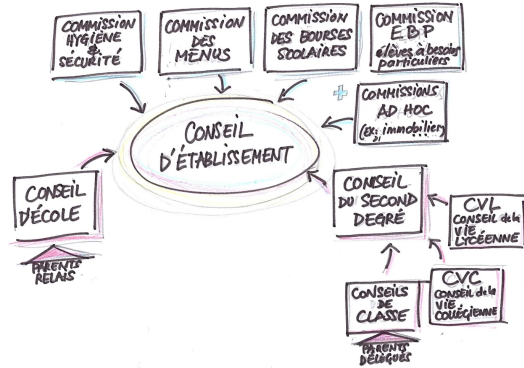 COMMISSION
HYGIÈNE
&
SÉCURITÉ
COMMISSION
DES
MENUS
COMMISSION
DES BOURSES
SCOLAIRES
COMMISSION
EBP
élèves à besoins
particuliers
+
COMMISSIONS
AD HOC
(ex: immobilier)
CONSEIL
D'ÉTABLISSEMENT
CONSEIL
D'ÉCOLE
PARENTS
RELAIS
CONSEIL
DU SECOND
DEGRÉ
CVL
CONSEIL de la
VIE
LYCÉENNE
CONSEILS
DE
CLASSE
PARENTS
DÉLÉGUÉS
CVC
CONSEIL de la
VIE
COLLÉGIENNE